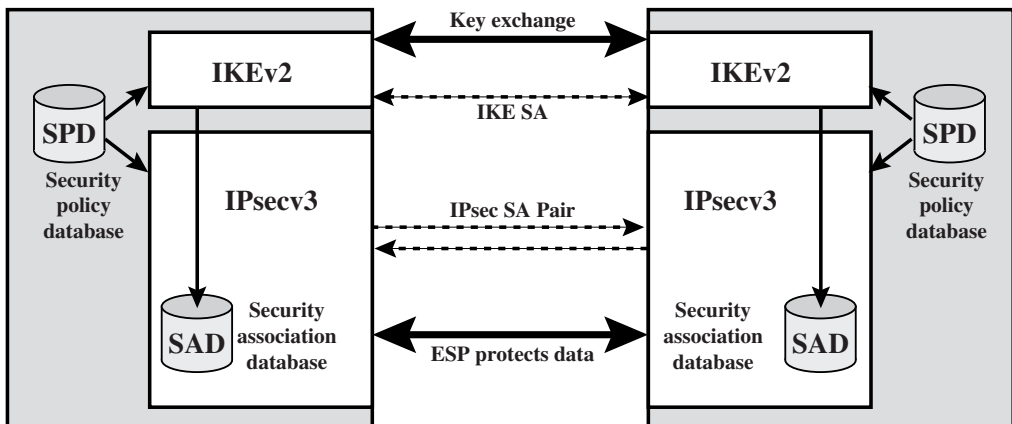 Key exchange
IKEv2
IKEv2
IKE SA
SPD
SPD
Security
policy
database
Security
policy
database
IPsecv3
IPsec SA Pair
IPsecv3
SAD
Security
association
database
ESP protects data
Security
association
database
SAD